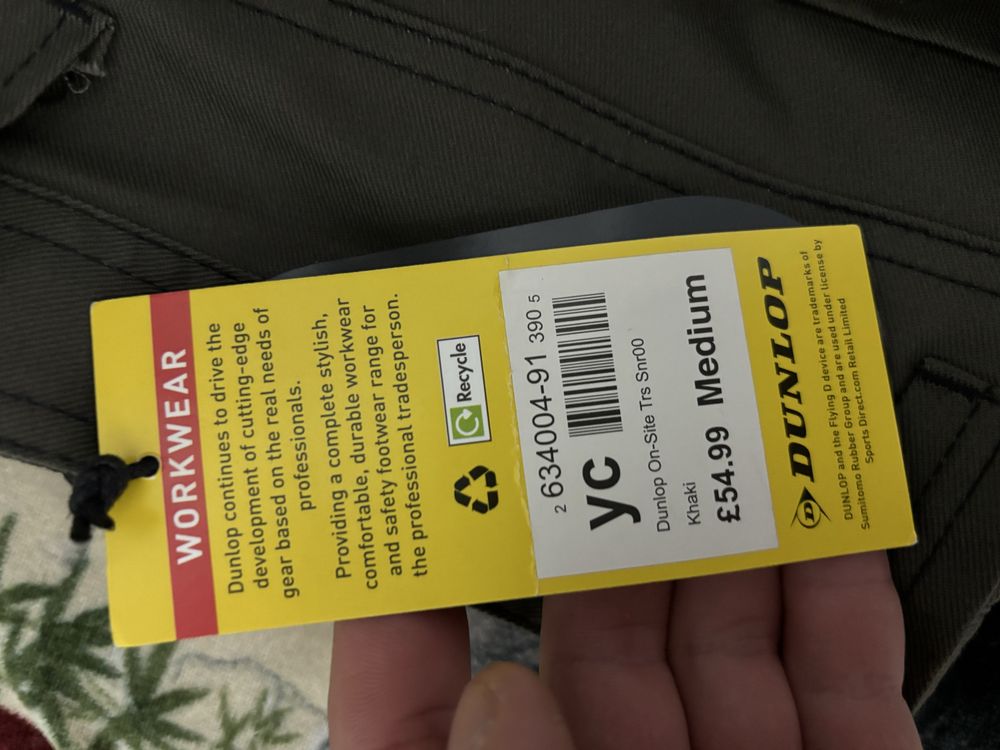 WORKWEAR
Dunlop continues to drive the
development of cutting-edge
gear based on the real needs of
professionals.
Providing a complete stylish,
comfortable, durable workwear
and safety footwear range for
the professional tradesperson.
Recycle
2 634004-91 390 5
yc
Dunlop On-Site Trs Snr00
Khaki
£54.99 Medium
D DUNLOP
DUNLOP and the Flying D device are trademarks of
Sumitomo Rubber Group and are used under license by
Sports Direct.com Retail Limited